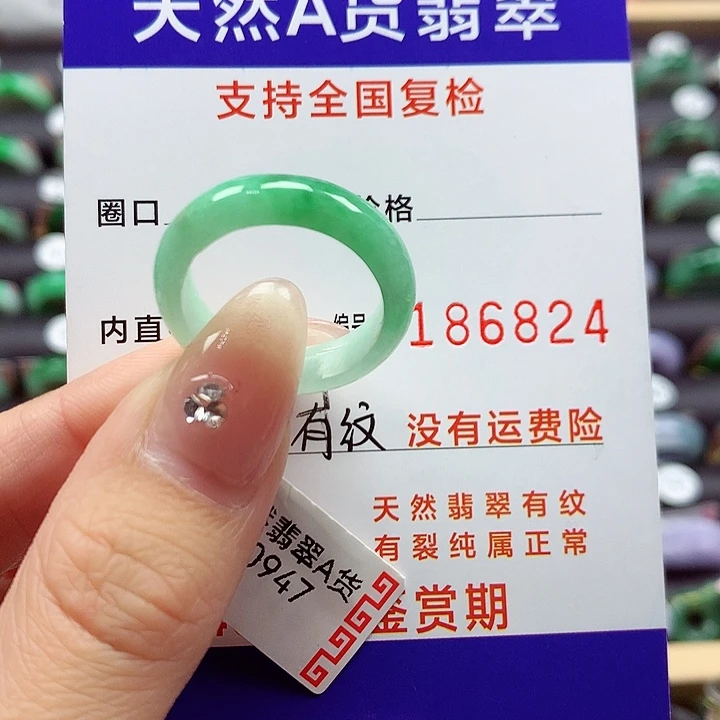 天然A货翡翠
支持全国复检
圈口 价格
内直 编号 186824
有纹 没有运费险
天然翡翠有纹
有裂纯属正常
鉴赏期
翡翠A货
0947